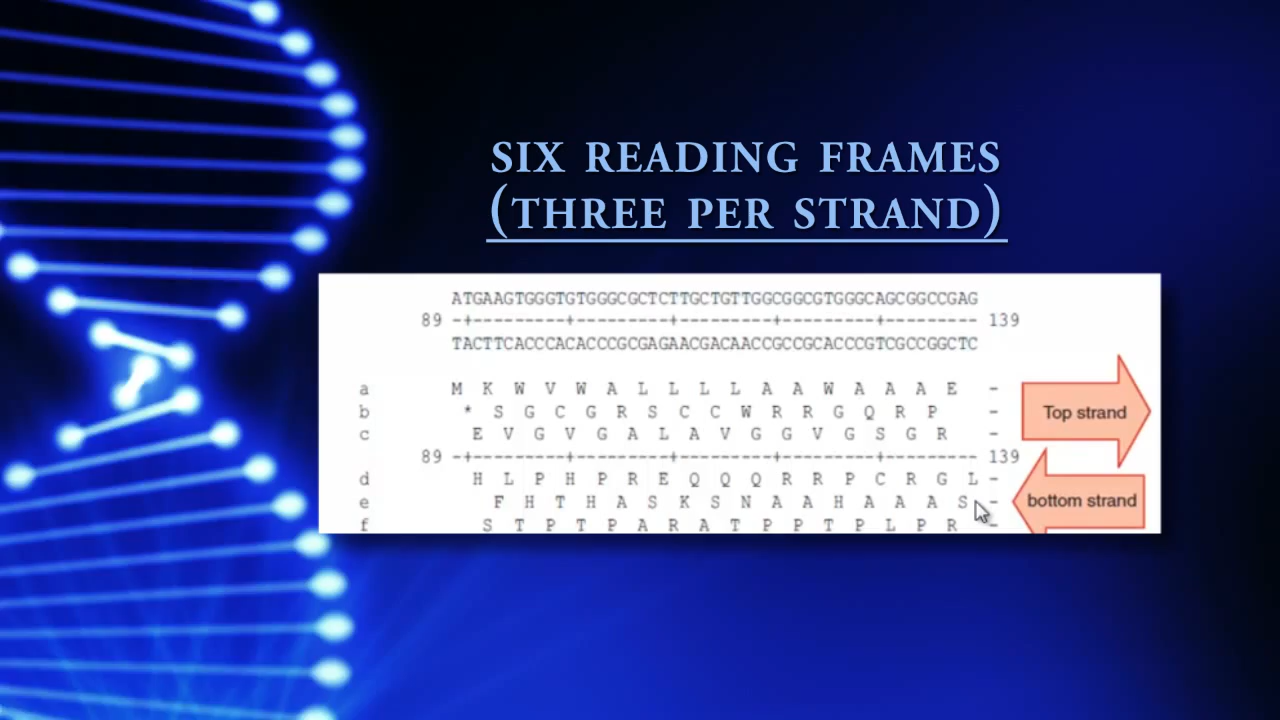 SIX READING FRAMES
(THREE PER STRAND)
ATGAAGTGGGTGTGGGCGCTCTTGCTGTTGGCGGCGTGGGCAGCGGCCGAG
89 -+---------+---------+---------+---------+--------- 139
TACTTCACCCACACCCGCGAGAACGACAACCGCCGCACCCGTCGCCGGCTC
a M K W V W A L L L L A A W A A A E -
b * S G C G R S C C W R R G Q R P -
c E V G V G A L A V G G V G S G R -
Top strand
89 -+---------+---------+---------+---------+--------- 139
d H L P H P R E Q Q Q R R P C R G L -
e F H T H A S K S N A A H A A A S -
bottom strand
f S T P T P A R A T P P T P L P R -